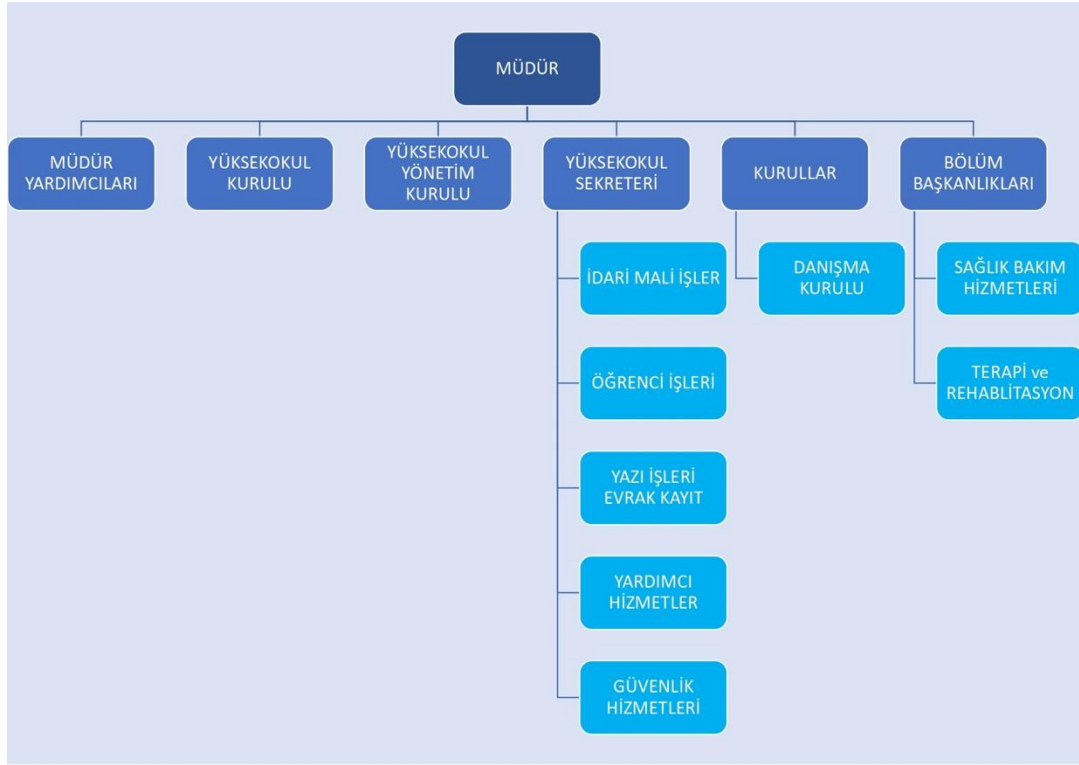 MÜDÜR
MÜDÜR
YARDIMCILARI
YÜKSEKOKUL
KURULU
YÜKSEKOKUL
YÖNETİM
KURULU
YÜKSEKOKUL
SEKRETERİ
KURULLAR
BÖLÜM
BAŞKANLIKLARI
İDARİ MALİ İŞLER
ÖĞRENCİ İŞLERİ
YAZI İŞLERİ
EVRAK KAYIT
YARDIMCI
HİZMETLER
GÜVENLİK
HİZMETLERİ
DANIŞMA
KURULU
SAĞLIK BAKIM
HİZMETLERİ
TERAPİ ve
REHABLİTASYON